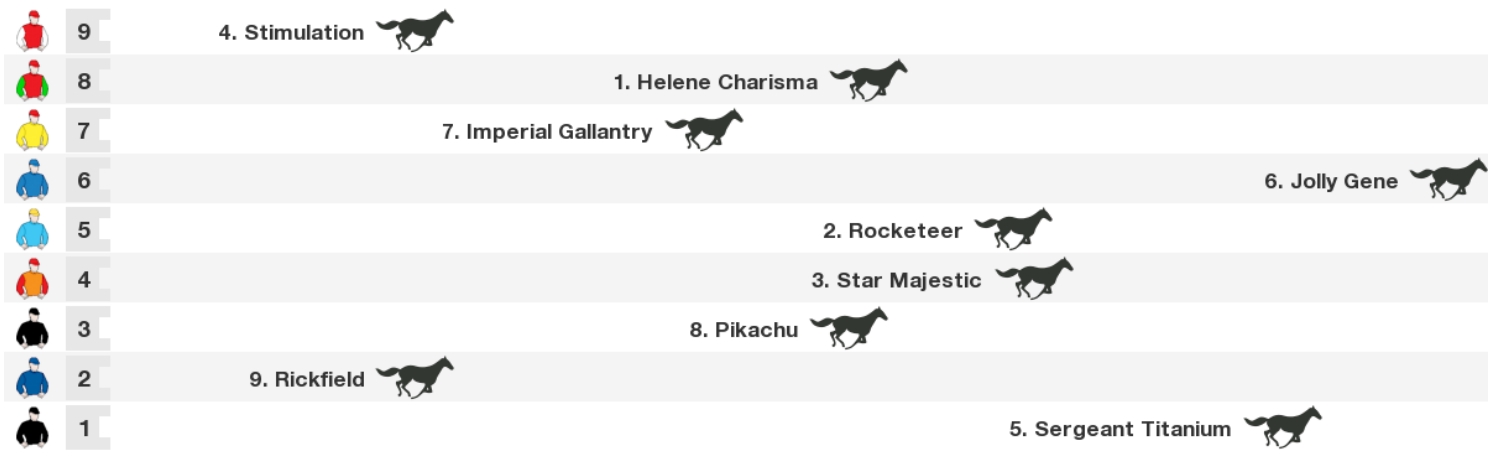 9 4. Stimulation
8 1. Helene Charisma
7 7. Imperial Gallantry
6 6. Jolly Gene
5 2. Rocketeer
4 3. Star Majestic
3 8. Pikachu
2 9. Rickfield
1 5. Sergeant Titanium